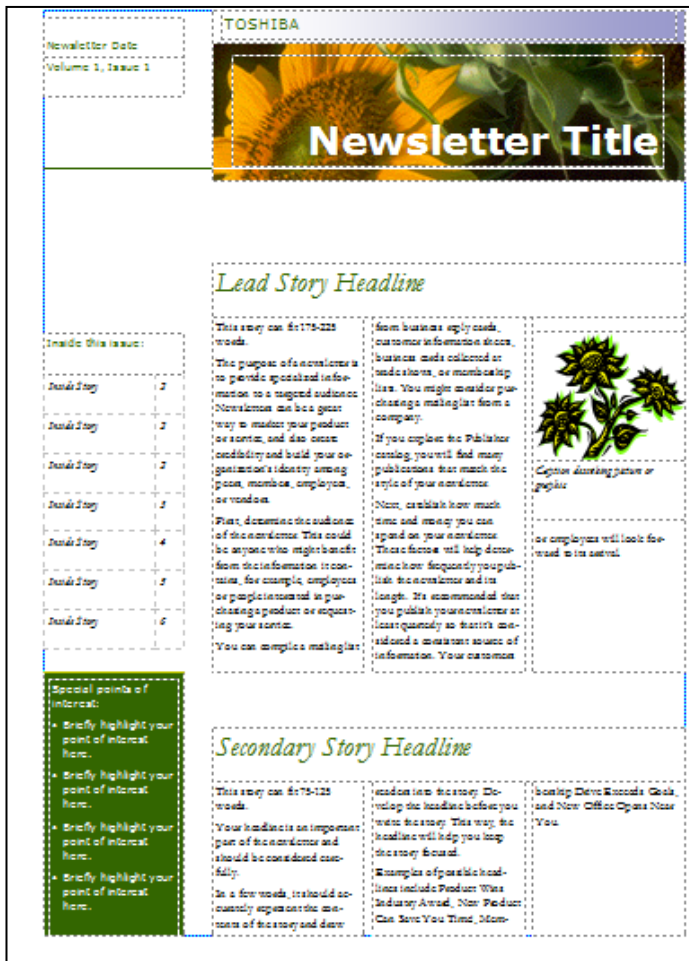 TOSHIBA
Newsletter Date
Volume 1, Issue 1
Newsletter Title
Lead Story Headline
This story can fit 175-225
words.
The purpose of a newsletter is
to provide specialized infor-
mation to a targeted audience.
Newsletters can be a great
way to market your product
or service, and also create
credibility and build your or-
ganization's identity among
peers, members, employees,
or vendors.
First, determine the audience
of the newsletter. This could
be anyone who might benefit
from the information it con-
tains, for example, employees
or people interested in pur-
chasing a product or request-
ing your service.
You can compile a mailing list
from business reply cards,
customer information sheets,
business cards collected at
trade shows, or membership
lists. You might consider pur-
chasing a mailing list from a
company.
If you explore the Publisher
catalog, you will find many
publications that match the
style of your newsletter.
Next, establish how much
time and money you can
spend on your newsletter.
These factors will help deter-
mine how frequently you pub-
lish the newsletter and its
length. It's recommended that
you publish your newsletter at
least quarterly so that it's con-
sidered a consistent source of
information. Your customers
Caption describing picture or
graphic.
or employees will look for-
ward to its arrival.
Inside this issue:
Inside Story 2
Inside Story 2
Inside Story 2
Inside Story 3
Inside Story 4
Inside Story 5
Inside Story 6
Special points of
interest:
• Briefly highlight your
point of interest
here.
• Briefly highlight your
point of interest
here.
• Briefly highlight your
point of interest
here.
• Briefly highlight your
point of interest
here.
Secondary Story Headline
This story can fit 75-125
words.
Your headline is an important
part of the newsletter and
should be considered care-
fully.
In a few words, it should ac-
curately represent the con-
tents of the story and draw
readers into the story. De-
velop the headline before you
write the story. This way, the
headline will help you keep
the story focused.
Examples of possible head-
lines include Product Wins
Industry Award, New Product
Can Save You Time, Mem-
bership Drive Exceeds Goals,
and New Office Opens Near
You.